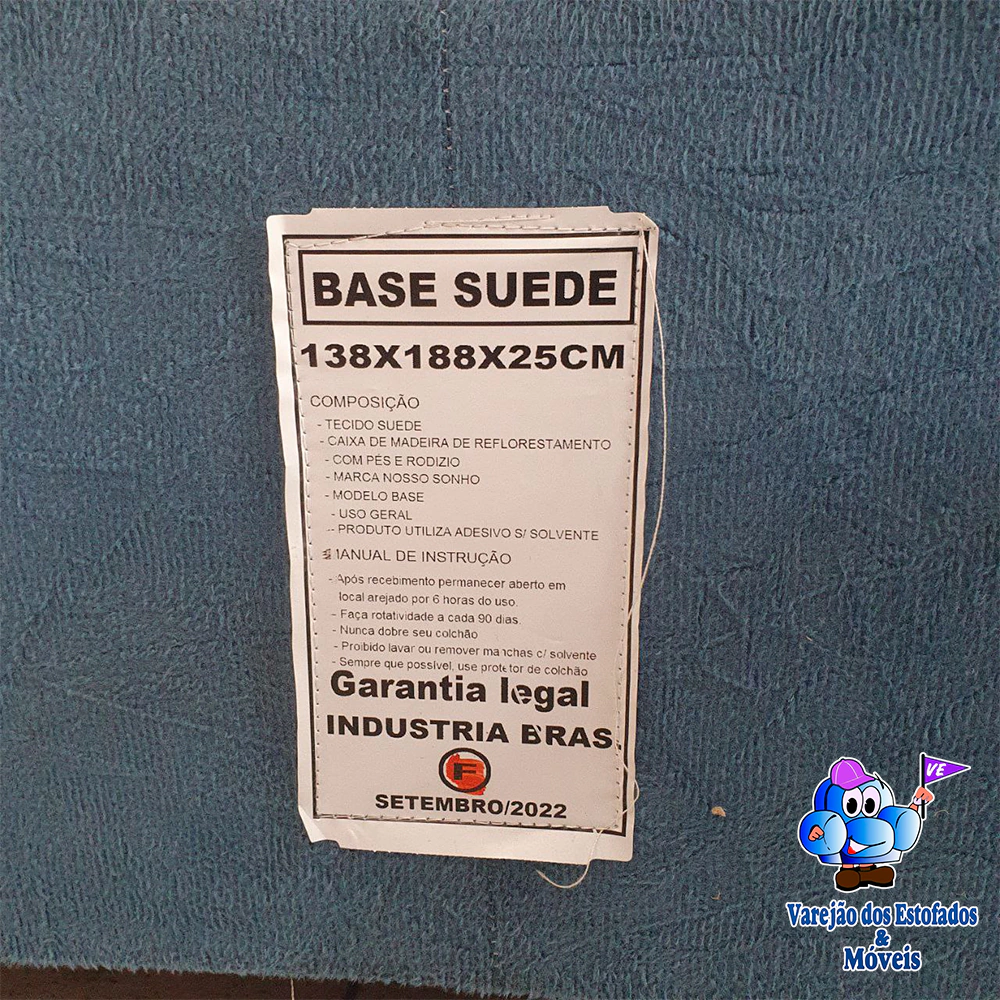 BASE SUEDE
138X188X25CM
COMPOSIÇÃO
- TECIDO SUEDE
- CAIXA DE MADEIRA DE REFLORESTAMENTO
- COM PÉS E RODIZIO
- MARCA NOSSO SONHO
- MODELO BASE
- USO GERAL
- PRODUTO UTILIZA ADESIVO S/ SOLVENTE
MANUAL DE INSTRUÇÃO
- Após recebimento permanecer aberto em
local arejado por 6 horas do uso.
- Faça rotatividade a cada 90 dias.
- Nunca dobre seu colchão
- Proibido lavar ou remover manchas c/ solvente
- Sempre que possível, use protetor de colchão
Garantia legal
INDUSTRIA BRAS.
F
SETEMBRO/2022
VE
Varejão dos Estofados
&
Móveis